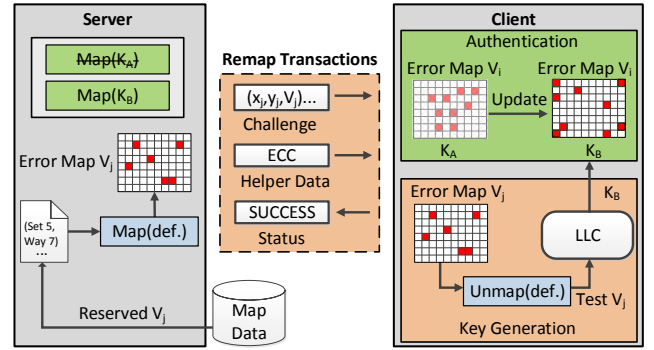 Server
Map(K_A)
Map(K_B)
Error Map V_j
(Set 5,
Way 7)
...
Map(def.)
Reserved V_j
Map
Data
Remap Transactions
(x_j,y_j,V_j)...
Challenge
ECC
Helper Data
SUCCESS
Status
Client
Authentication
Error Map V_i
Error Map V_i
Update
K_A
K_B
Error Map V_j
K_B
LLC
Unmap(def.)
Test V_j
Key Generation